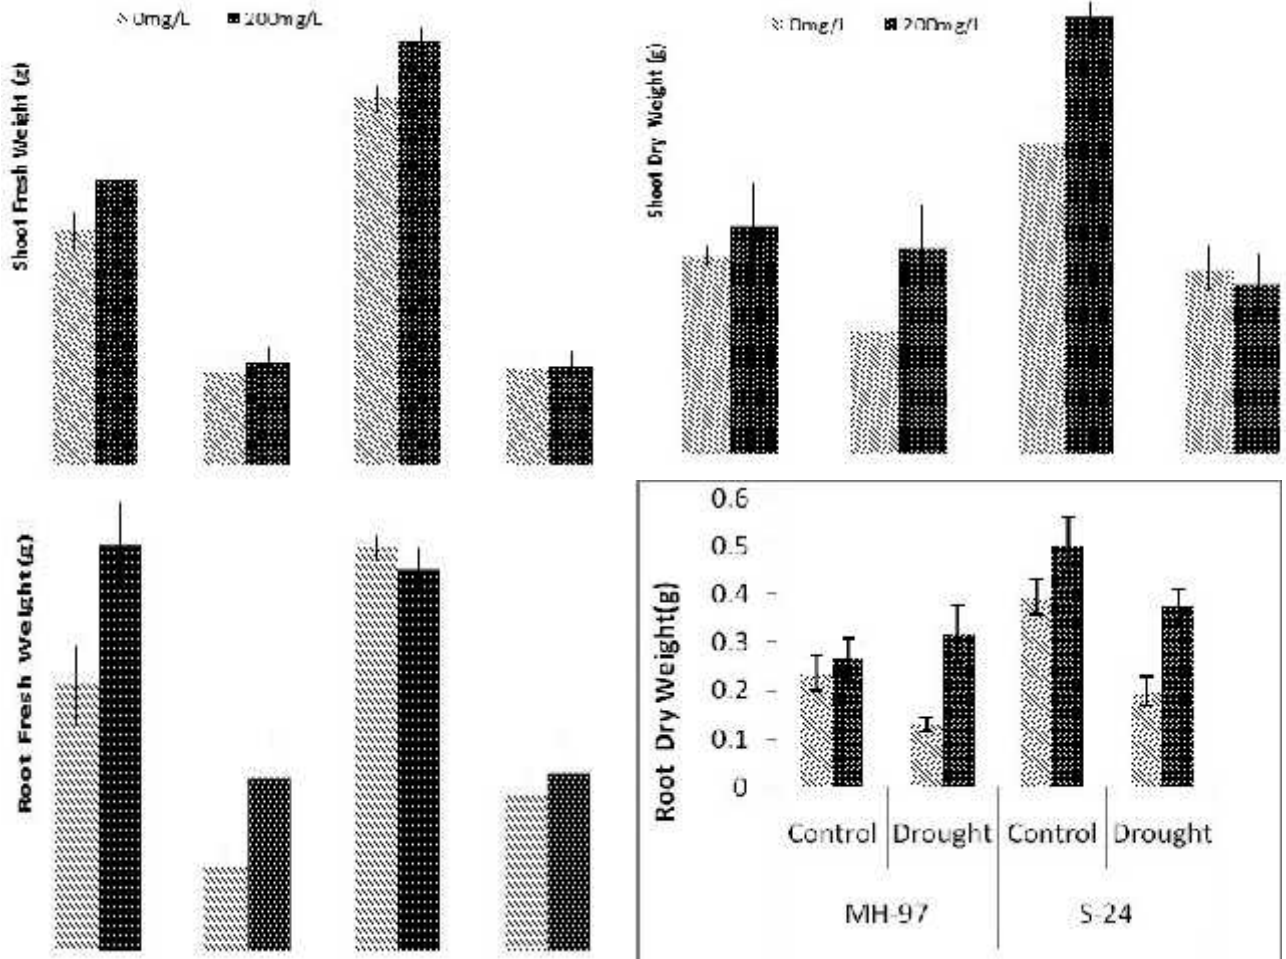 0mg/L 200mg/L
Shoot Fresh Weight (g)
0mg/L 200mg/L
Shoot Dry Weight (g)
Root Fresh Weight(g)
Root Dry Weight(g)
0.6
0.5
0.4
0.3
0.2
0.1
0
Control Drought Control Drought
MH-97 S-24